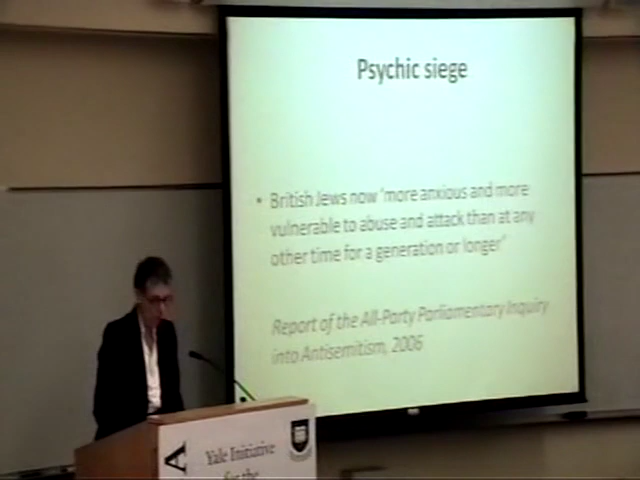 Psychic siege
• British Jews now 'more anxious and more
vulnerable to abuse and attack than at any
other time for a generation or longer'
Report of the All-Party Parliamentary Inquiry
into Antisemitism, 2006
A
Yale Initiative
for the